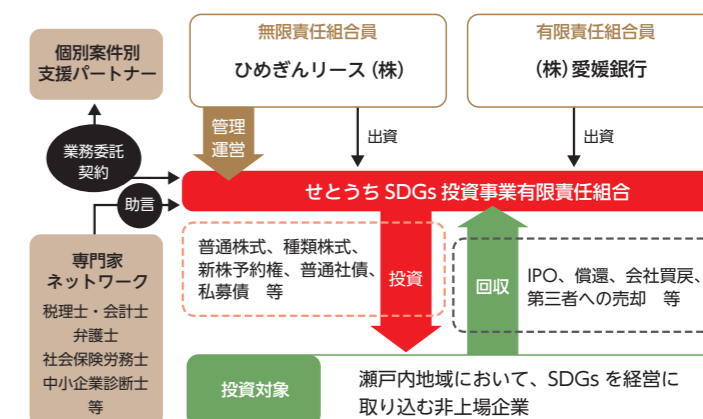 個別案件別
支援パートナー
無限責任組合員
ひめぎんリース(株)
有限責任組合員
(株)愛媛銀行
管理
運営
出資
出資
業務委託
契約
助言
せとうち SDGs 投資事業有限責任組合
専門家
ネットワーク
税理士・会計士
弁護士
社会保険労務士
中小企業診断士
等
普通株式、種類株式、
新株予約権、普通社債、
私募債 等
投資
回収
IPO、償還、会社買戻、
第三者への売却 等
投資対象
瀬戸内地域において、SDGs を経営に
取り込む非上場企業